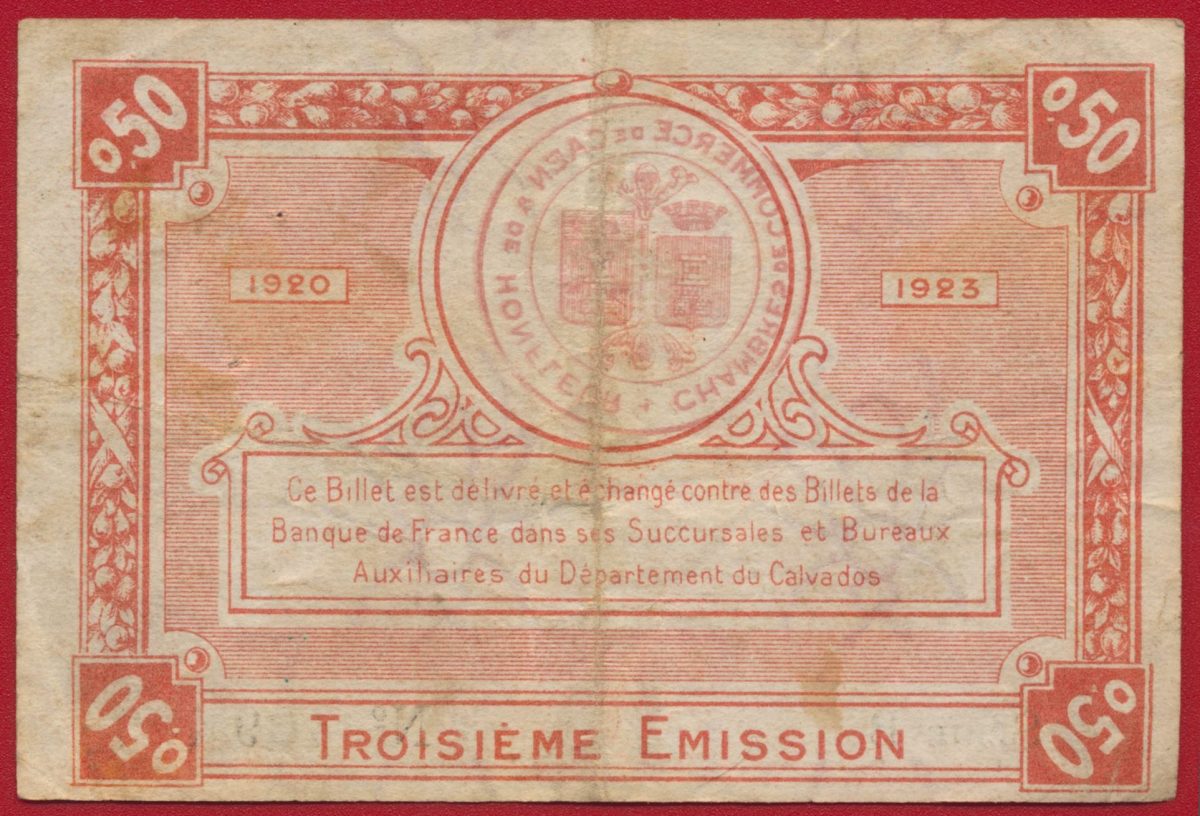 0.50
0.50
CHAMBRES DE COMMERCE DE CAEN & DE HONFLEUR +
1920
1923
Ce Billet est délivré, et échangé contre des Billets de la
Banque de France dans ses Succursales et Bureaux
Auxiliaires du Département du Calvados
0.50
TROISIÈME EMISSION
0.50